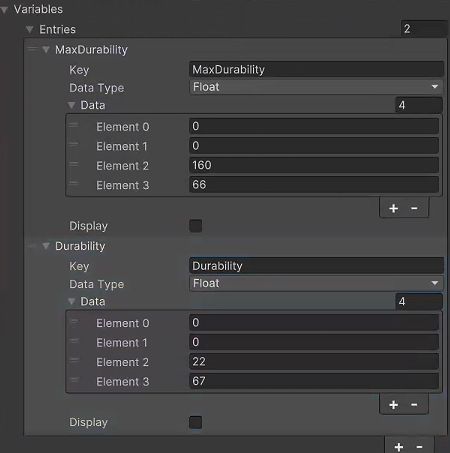 Variables
Entries 2
MaxDurability
Key MaxDurability
Data Type Float
Data 4
Element 0 0
Element 1 0
Element 2 160
Element 3 66
+ -
Display
Durability
Key Durability
Data Type Float
Data 4
Element 0 0
Element 1 0
Element 2 22
Element 3 67
+ -
Display
+ -